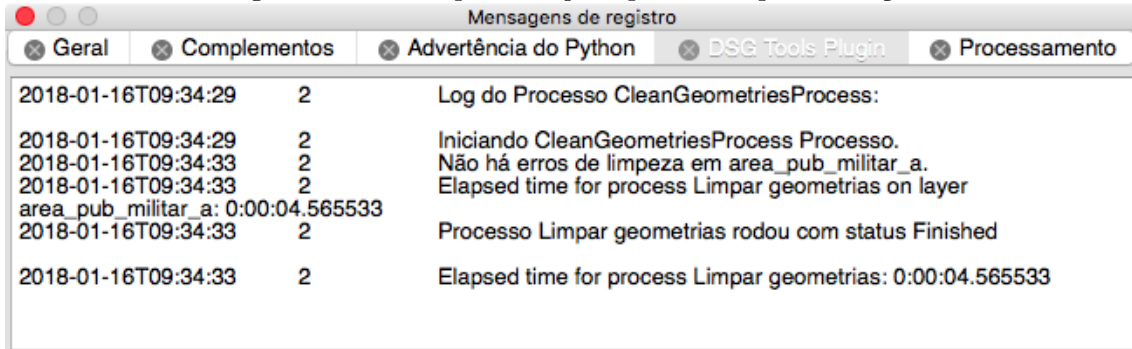 Mensagens de registro
Geral Complementos Advertência do Python DSG Tools Plugin Processamento
2018-01-16T09:34:29 2 Log do Processo CleanGeometriesProcess:
2018-01-16T09:34:29 2 Iniciando CleanGeometriesProcess Processo.
2018-01-16T09:34:33 2 Não há erros de limpeza em area_pub_militar_a.
2018-01-16T09:34:33 2 Elapsed time for process Limpar geometrias on layer
area_pub_militar_a: 0:00:04.565533
2018-01-16T09:34:33 2 Processo Limpar geometrias rodou com status Finished
2018-01-16T09:34:33 2 Elapsed time for process Limpar geometrias: 0:00:04.565533